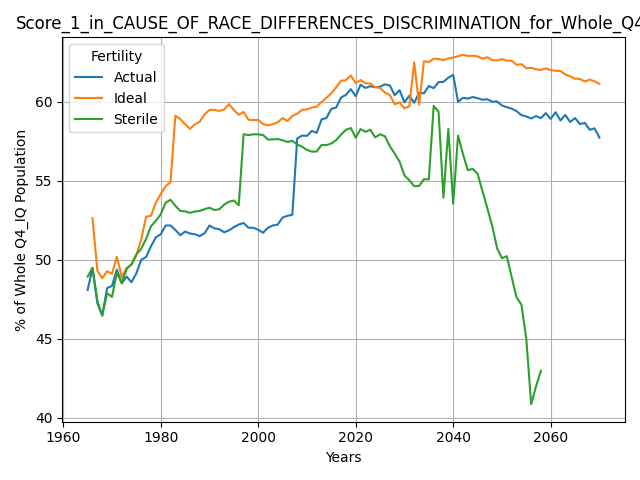 Score_1_in_CAUSE_OF_RACE_DIFFERENCES_DISCRIMINATION_for_Whole_Q4
Fertility
Actual
Ideal
Sterile
% of Whole Q4_IQ Population
60
55
50
45
40
1960 1980 2000 2020 2040 2060
Years